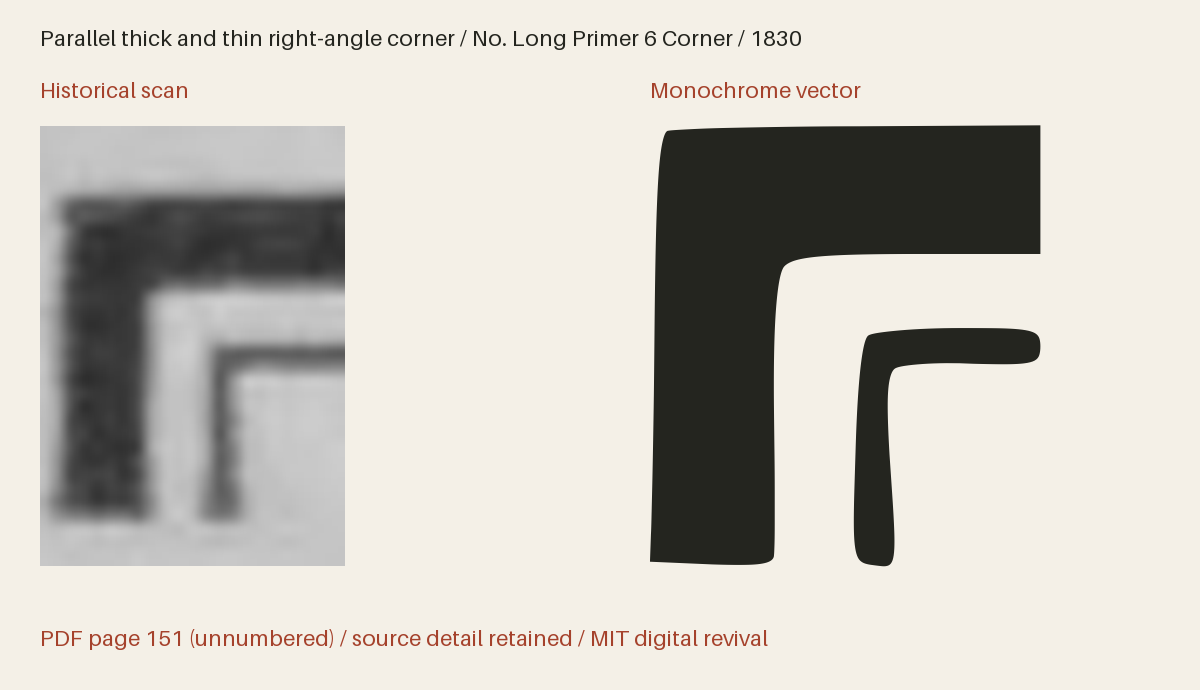 Parallel thick and thin right-angle corner / No. Long Primer 6 Corner / 1830
Historical scan
Monochrome vector
PDF page 151 (unnumbered) / source detail retained / MIT digital revival